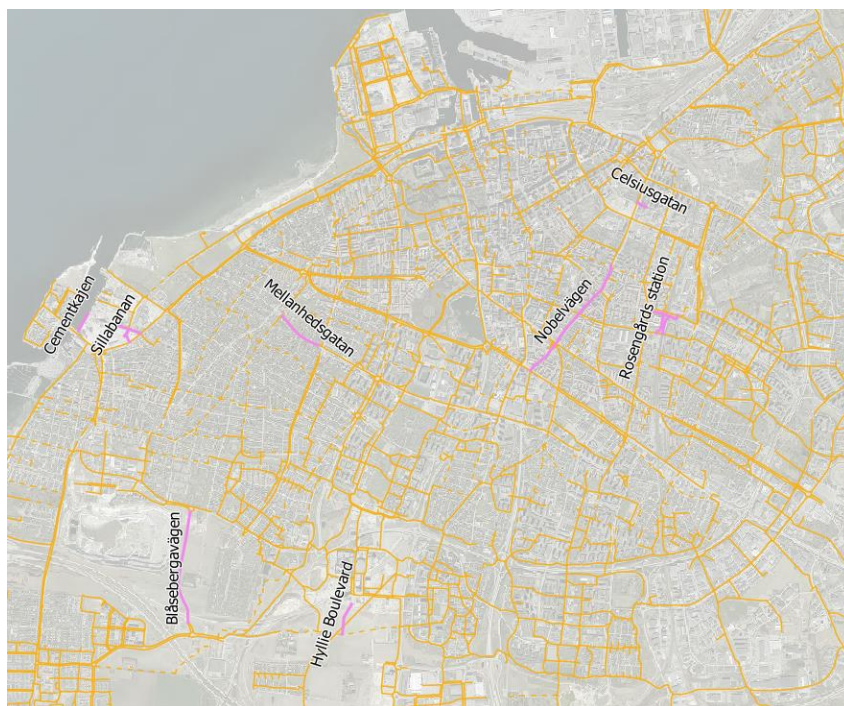 Celsiusgatan
Nobelvägen
Rosengårds station
Mellanhedsgatan
Cementkajen
Sillabanan
Blåsebergavägen
Hyllie Boulevard